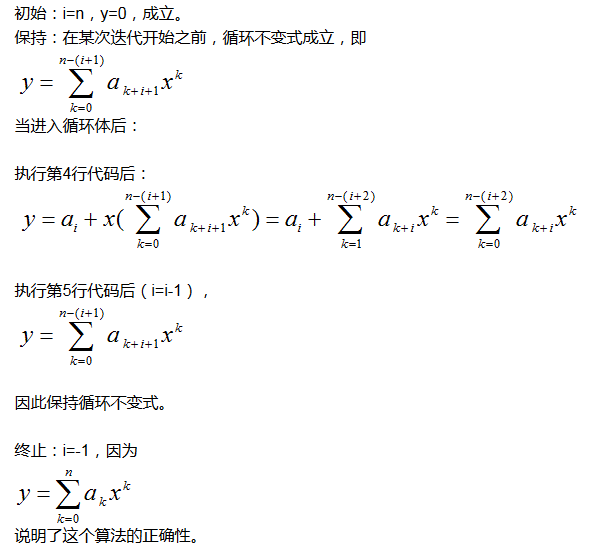 初始：i=n，y=0，成立。
保持：在某次迭代开始之前，循环不变式成立，即
y = \sum_{k=0}^{n-(i+1)} a_{k+i+1} x^k
当进入循环体后：
执行第4行代码后：
y = a_i + x(\sum_{k=0}^{n-(i+1)} a_{k+i+1} x^k) = a_i + \sum_{k=1}^{n-(i+2)} a_{k+i} x^k = \sum_{k=0}^{n-(i+2)} a_{k+i} x^k
执行第5行代码后（i=i-1），
y = \sum_{k=0}^{n-(i+1)} a_{k+i+1} x^k
因此保持循环不变式。
终止：i=-1，因为
y = \sum_{k=0}^{n} a_k x^k
说明了这个算法的正确性。